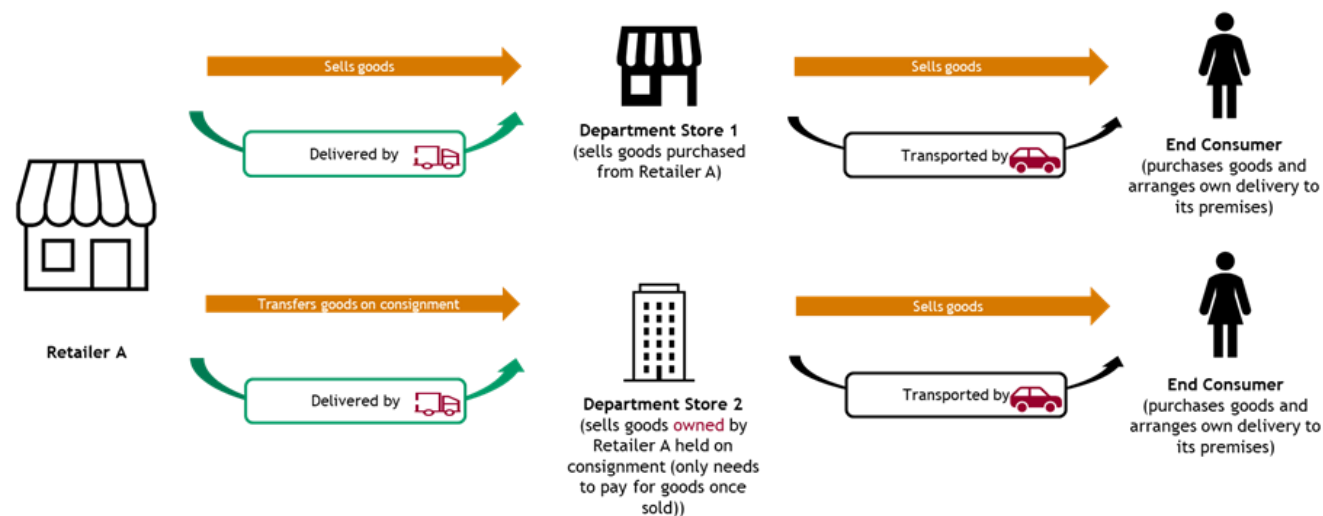 Sells goods
Delivered by
Department Store 1
(sells goods purchased
from Retailer A)
Sells goods
Transported by
End Consumer
(purchases goods and
arranges own delivery to
its premises)
Retailer A
Transfers goods on consignment
Delivered by
Department Store 2
(sells goods owned by
Retailer A held on
consignment (only needs
to pay for goods once
sold))
Sells goods
Transported by
End Consumer
(purchases goods and
arranges own delivery to
its premises)